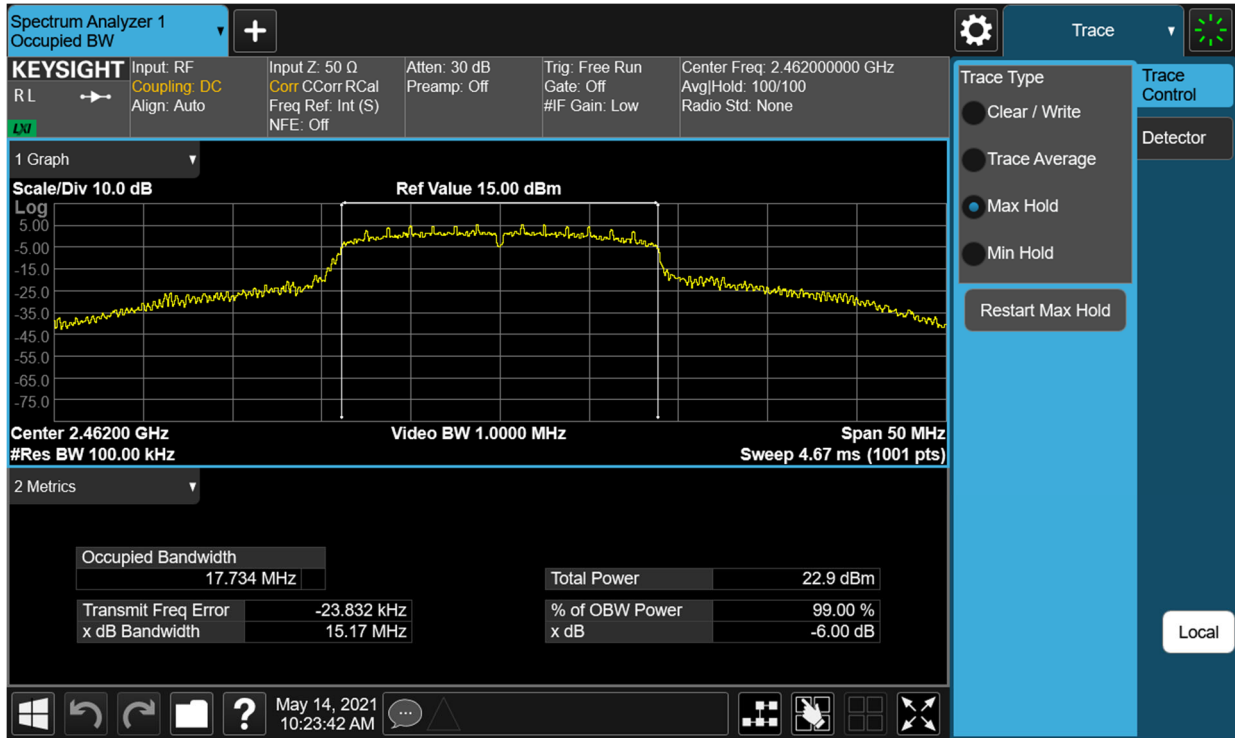 Spectrum Analyzer 1
Occupied BW
Trace
KEYSIGHT
R L
LXI
Input: RF
Coupling: DC
Align: Auto
Input Z: 50 Ω
Corr CCorr RCal
Freq Ref: Int (S)
NFE: Off
Atten: 30 dB
Preamp: Off
Trig: Free Run
Gate: Off
#IF Gain: Low
Center Freq: 2.462000000 GHz
Avg|Hold: 100/100
Radio Std: None
Trace Type
Clear / Write
Trace Average
Max Hold
Min Hold
Restart Max Hold
Trace
Control
Detector
1 Graph
Scale/Div 10.0 dB
Ref Value 15.00 dBm
Log
5.00
-5.00
-15.0
-25.0
-35.0
-45.0
-55.0
-65.0
-75.0
Center 2.46200 GHz
Video BW 1.0000 MHz
Span 50 MHz
#Res BW 100.00 kHz
Sweep 4.67 ms (1001 pts)
2 Metrics
Occupied Bandwidth
17.734 MHz
Total Power 22.9 dBm
Transmit Freq Error -23.832 kHz
% of OBW Power 99.00 %
x dB Bandwidth 15.17 MHz
x dB -6.00 dB
Local
?
May 14, 2021
10:23:42 AM